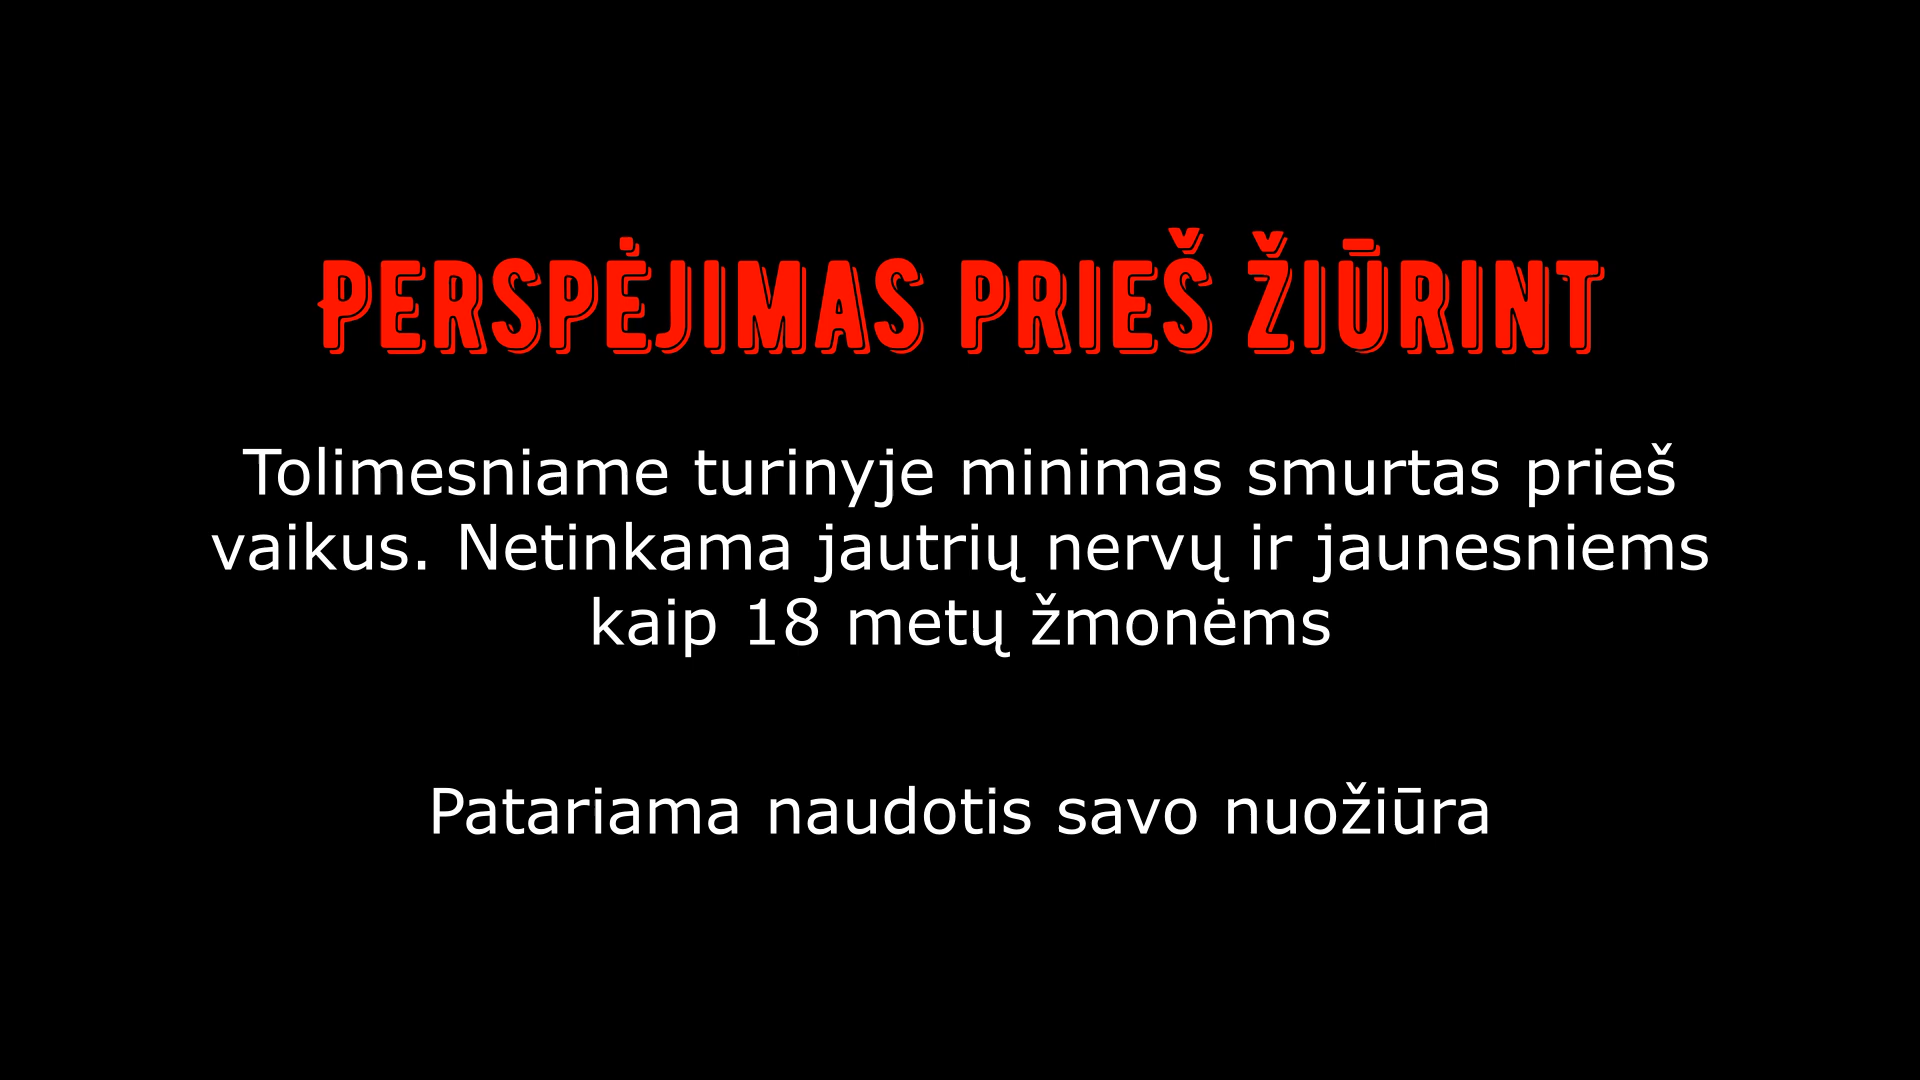 Perspėjimas prieš žiūrint
Tolimesniame turinyje minimas smurtas prieš
vaikus. Netinkama jautrių nervų ir jaunesniems
kaip 18 metų žmonėms
Patariama naudotis savo nuožiūra